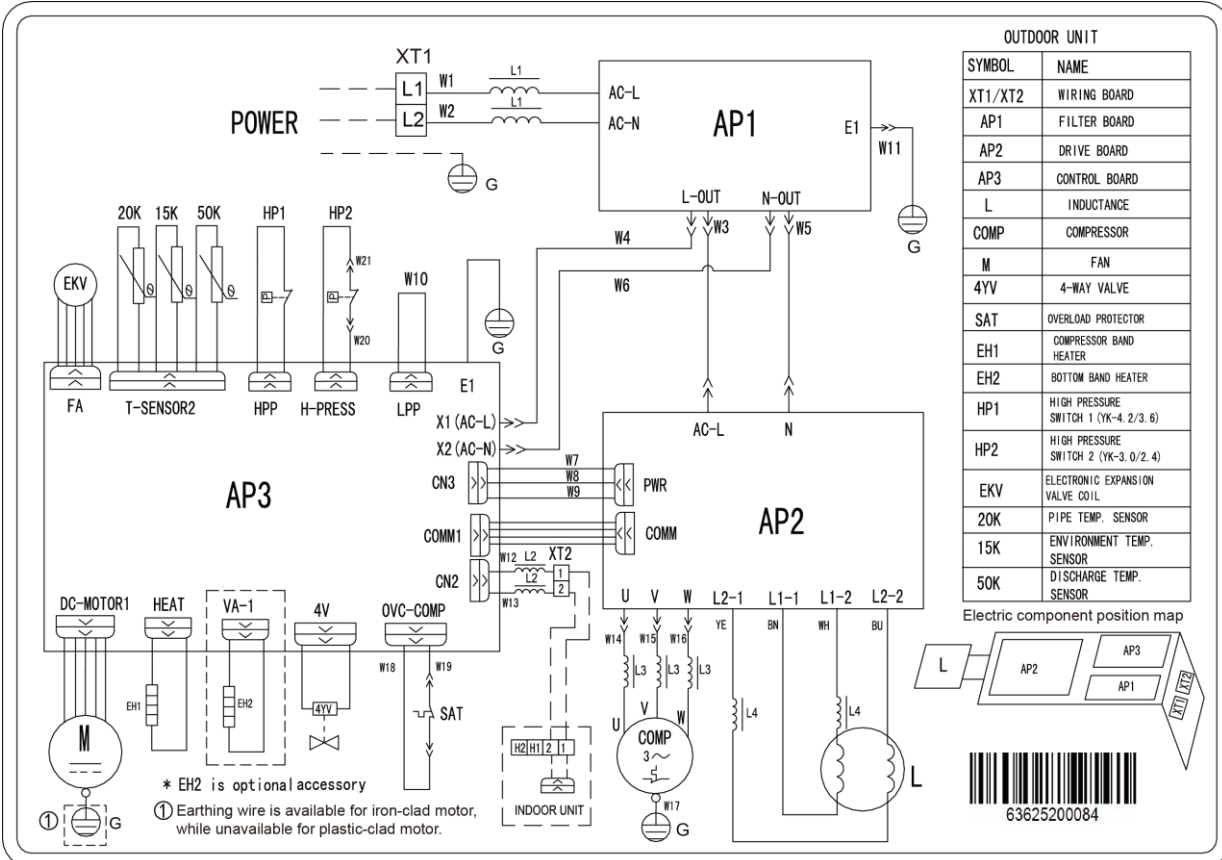 OUTDOOR UNIT
SYMBOL NAME
XT1/XT2 WIRING BOARD
AP1 FILTER BOARD
AP2 DRIVE BOARD
AP3 CONTROL BOARD
L INDUCTANCE
COMP COMPRESSOR
M FAN
4YV 4-WAY VALVE
SAT OVERLOAD PROTECTOR
EH1 COMPRESSOR BAND
HEATER
EH2 BOTTOM BAND HEATER
HP1 HIGH PRESSURE
SWITCH 1 (YK-4.2/3.6)
HP2 HIGH PRESSURE
SWITCH 2 (YK-3.0/2.4)
EKV ELECTRONIC EXPANSION
VALVE COIL
20K PIPE TEMP. SENSOR
15K ENVIRONMENT TEMP.
SENSOR
50K DISCHARGE TEMP.
SENSOR
XT1
L1 W1 L1
L2 W2 L1
POWER
G
AC-L
AC-N
AP1
E1
W11
G
L-OUT N-OUT
W3 W5
W4
W6
20K 15K 50K HP1 HP2
θ θ θ
P P
W21
W20
W10
EKV
G
FA T-SENSOR2 HPP H-PRESS LPP E1
X1(AC-L)
X2(AC-N)
AP3
CN3 W7 PWR
W8
W9
COMM1 COMM
CN2 W12 L2 XT2
L2 1
2
W13
AC-L N
AP2
DC-MOTOR1 HEAT VA-1 4V OVC-COMP
U V W L2-1 L1-1 L1-2 L2-2
YE BN WH BU
W14 W15 W16
L3 L3 L3
L4 L4
W18 W19
EH1 EH2 4YV SAT
M
U V W
COMP
3~
W17
G
L
H2 H1 2 1
INDOOR UNIT
* EH2 is optional accessory
① Earthing wire is available for iron-clad motor,
while unavailable for plastic-clad motor.
① G
Electric component position map
L AP2 AP3
AP1
XT1 XT2
63625200084